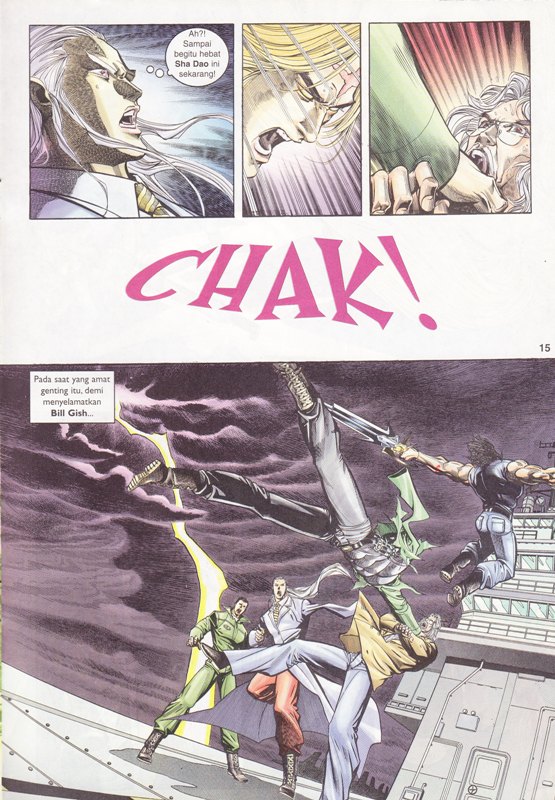 Ah?!
Sampai
begitu hebat
Sha Dao ini
sekarang!
CHAK!
15
Pada saat yang amat
genting itu, demi
menyelamatkan
Bill Gish...
15